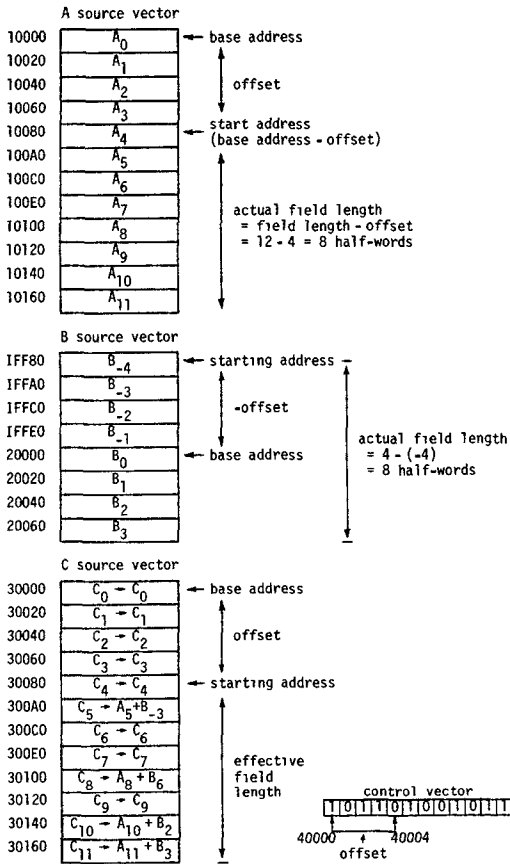 A source vector
10000 A0 base address
10020 A1
10040 A2 offset
10060 A3
10080 A4 start address
(base address - offset)
100A0 A5
100C0 A6
100E0 A7 actual field length
= field length - offset
10100 A8 = 12 - 4 = 8 half-words
10120 A9
10140 A10
10160 A11
B source vector
1FF80 B-4 starting address
1FFA0 B-3
1FFC0 B-2 -offset
1FFE0 B-1 actual field length
20000 B0 base address = 4 - (-4)
20020 B1 = 8 half-words
20040 B2
20060 B3
C source vector
30000 C0 → C0 base address
30020 C1 → C1
30040 C2 → C2 offset
30060 C3 → C3
30080 C4 → C4 starting address
300A0 C5 → A5+B-3
300C0 C6 → C6
300E0 C7 → C7 effective
field
30100 C8 → A8 + B6 length
30120 C9 → C9 control vector
30140 C10 → A10 + B2 1 0 1 1 0 1 0 0 1 0 1 1
30160 C11 → A11 + B3 40000 40004
offset